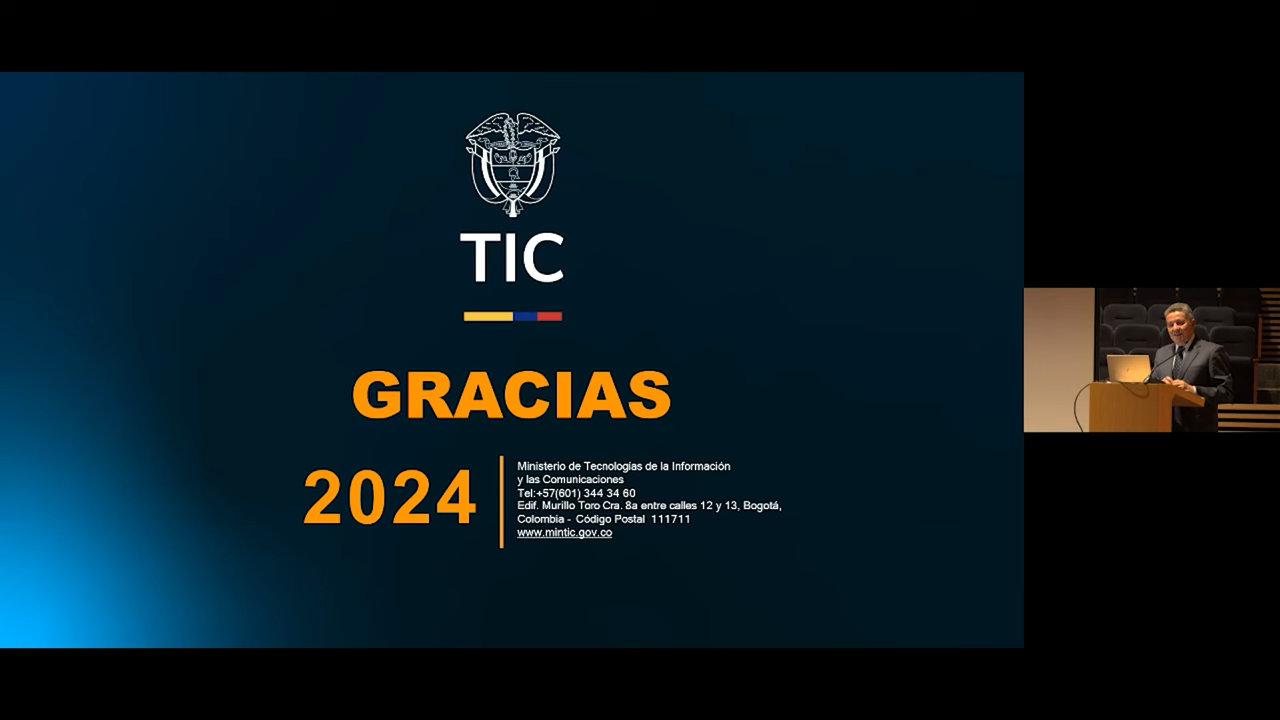 TIC
GRACIAS
2024
Ministerio de Tecnologías de la Información
y las Comunicaciones
Tel:+57(601) 344 34 60
Edif. Murillo Toro Cra. 8a entre calles 12 y 13, Bogotá,
Colombia - Código Postal 111711
www.mintic.gov.co